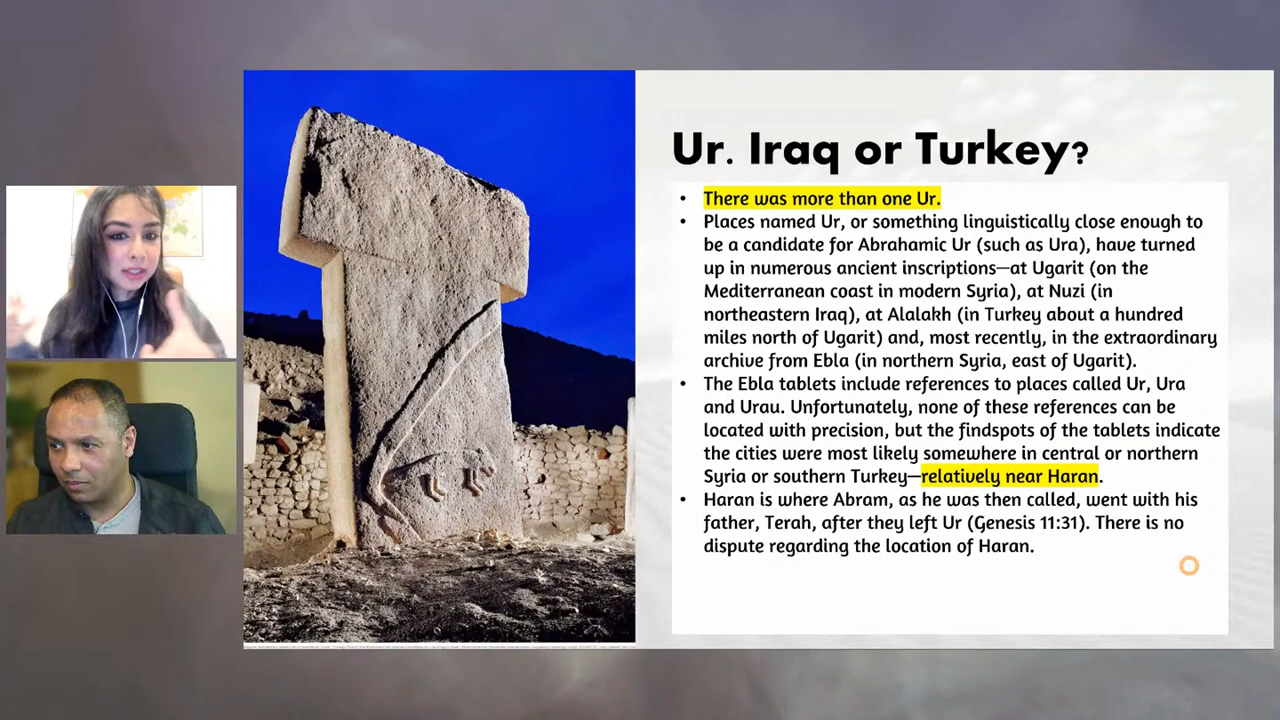 Ur. Iraq or Turkey?
• There was more than one Ur.
• Places named Ur, or something linguistically close enough to
be a candidate for Abrahamic Ur (such as Ura), have turned
up in numerous ancient inscriptions—at Ugarit (on the
Mediterranean coast in modern Syria), at Nuzi (in
northeastern Iraq), at Alalakh (in Turkey about a hundred
miles north of Ugarit) and, most recently, in the extraordinary
archive from Ebla (in northern Syria, east of Ugarit).
• The Ebla tablets include references to places called Ur, Ura
and Urau. Unfortunately, none of these references can be
located with precision, but the findspots of the tablets indicate
the cities were most likely somewhere in central or northern
Syria or southern Turkey—relatively near Haran.
• Haran is where Abram, as he was then called, went with his
father, Terah, after they left Ur (Genesis 11:31). There is no
dispute regarding the location of Haran.